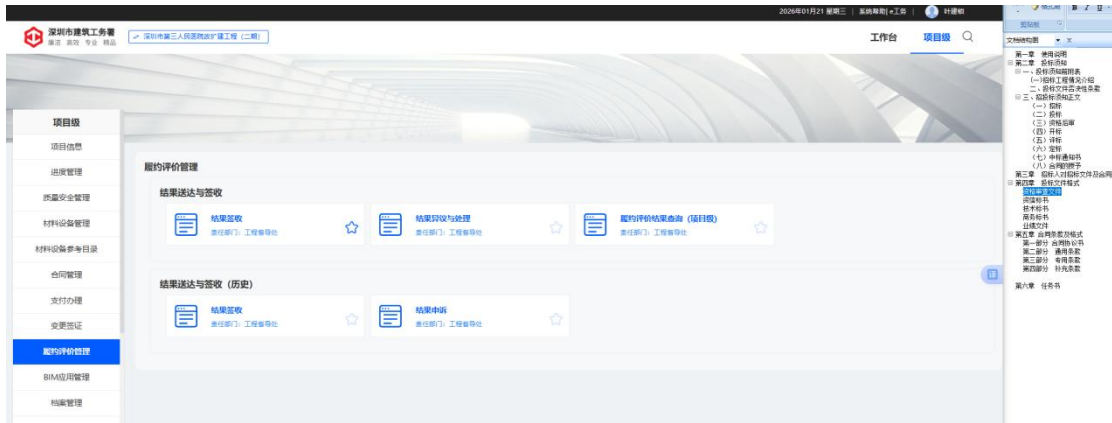 2026年01月21 星期三 | 系统帮助| e工务 | 叶建钿
深圳市建筑工务署
廉洁 高效 专业 精品
深圳市第三人民医院改扩建工程（二期）
工作台 项目级
项目级
项目信息
进度管理
质量安全管理
材料设备管理
材料设备参考目录
合同管理
支付办理
变更签证
履约评价管理
BIM应用管理
档案管理
履约评价管理
结果送达与签收
结果签收
责任部门：工程督导处
结果异议与处理
责任部门：工程督导处
履约评价结果查询（项目级）
责任部门：工程督导处
结果送达与签收（历史）
结果签收
责任部门：工程督导处
结果申诉
责任部门：工程督导处
B I U
剪贴板
文档结构图
第一章 使用说明
第二章 投标须知
一、投标须知前附表
（一）招标工程情况介绍
二、投标文件否决性条款
三、招投标须知正文
（一）招标
（二）投标
（三）资格后审
（四）开标
（五）评标
（六）定标
（七）中标通知书
（八）合同的授予
第三章 招标人对招标文件及合同
第四章 投标文件格式
资格审查文件
资信标书
技术标书
商务标书
业绩文件
第五章 合同条款及格式
第一部分 合同协议书
第二部分 通用条款
第三部分 专用条款
第四部分 补充条款
第六章 任务书